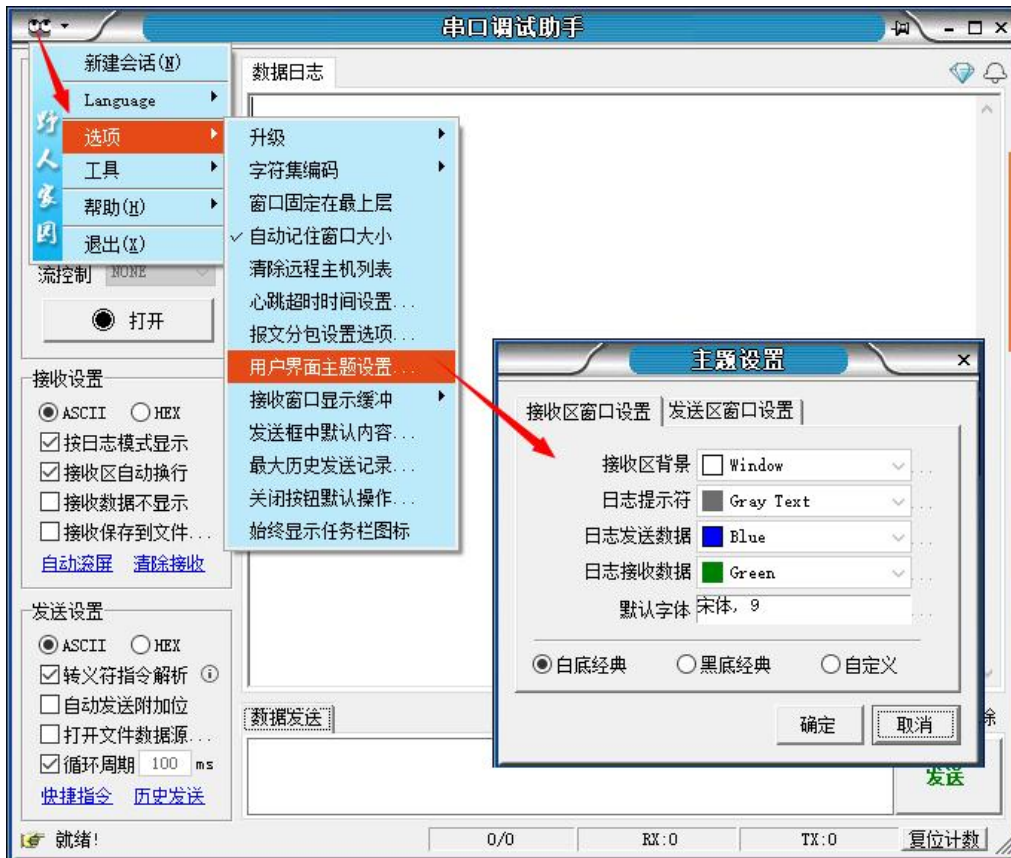 串口调试助手
新建会话(N)
Language
选项
工具
帮助(H)
退出(X)
野人家园
数据日志
升级
字符集编码
窗口固定在最上层
自动记住窗口大小
清除远程主机列表
心跳超时时间设置...
报文分包设置选项...
用户界面主题设置...
接收窗口显示缓冲
发送框中默认内容...
最大历史发送记录...
关闭按钮默认操作...
始终显示任务栏图标
流控制 NONE
打开
接收设置
ASCII HEX
按日志模式显示
接收区自动换行
接收数据不显示
接收保存到文件...
自动滚屏 清除接收
发送设置
ASCII HEX
转义符指令解析
自动发送附加位
打开文件数据源...
循环周期 100 ms
快捷指令 历史发送
主题设置
接收区窗口设置 发送区窗口设置
接收区背景 Window ...
日志提示符 Gray Text ...
日志发送数据 Blue ...
日志接收数据 Green ...
默认字体 宋体, 9 ...
白底经典 黑底经典 自定义
确定 取消
数据发送 除
发送
就绪! 0/0 RX:0 TX:0 复位计数